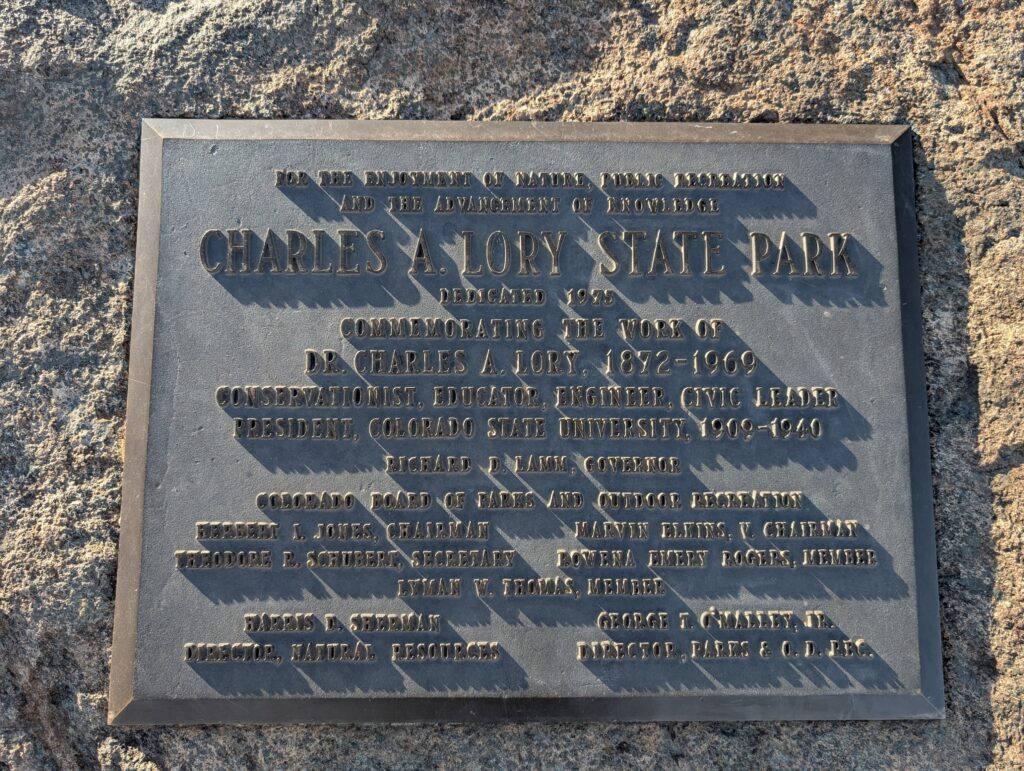 FOR THE ENJOYMENT OF NATURE, PUBLIC RECREATION
AND THE ADVANCEMENT OF KNOWLEDGE
CHARLES A. LORY STATE PARK
DEDICATED 1975
COMMEMORATING THE WORK OF
DR. CHARLES A. LORY, 1872-1969
CONSERVATIONIST, EDUCATOR, ENGINEER, CIVIC LEADER
PRESIDENT, COLORADO STATE UNIVERSITY, 1909-1940
RICHARD D. LAMM, GOVERNOR
COLORADO BOARD OF PARKS AND OUTDOOR RECREATION
HERBERT L. JONES, CHAIRMAN MARVIN ELKINS, V. CHAIRMAN
THEODORE R. SCHUBERT, SECRETARY ROWENA EMERY ROGERS, MEMBER
LYMAN W. THOMAS, MEMBER
HARRIS D. SHERMAN GEORGE T. O'MALLEY, JR.
DIRECTOR, NATURAL RESOURCES DIRECTOR, PARKS & O. D. REC.